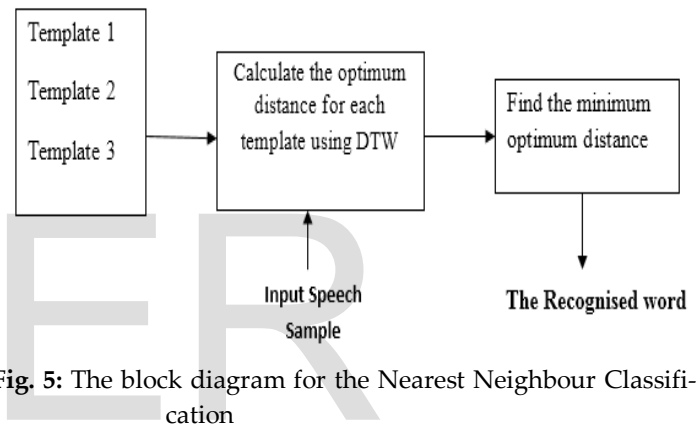 Template 1
Template 2
Template 3
Calculate the optimum
distance for each
template using DTW
Find the minimum
optimum distance
Input Speech
Sample
The Recognised word
ER
Fig. 5: The block diagram for the Nearest Neighbour Classifi-
cation